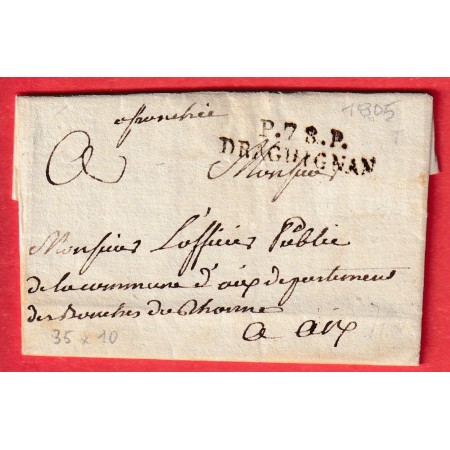 1805
affranchie
P.78.P.
DRAGUIGNAN
a Monsieur
Monsieur L'officier Public
de la commune d'aix departement
des Bouches du Rhonne
a aix
35 x 10